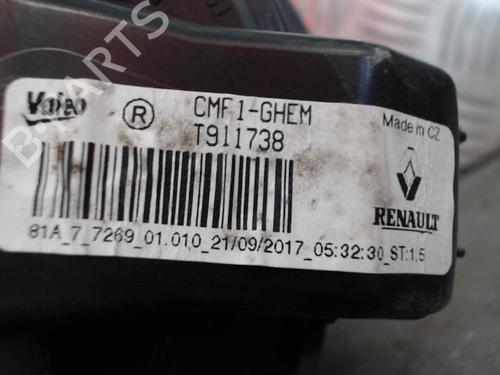 Valeo ® CMF1-GHEM Made in CZ
T911738
RENAULT
81A_7_7269_01.010_21/09/2017_05:32:30_ST:1.5
B-PARTS